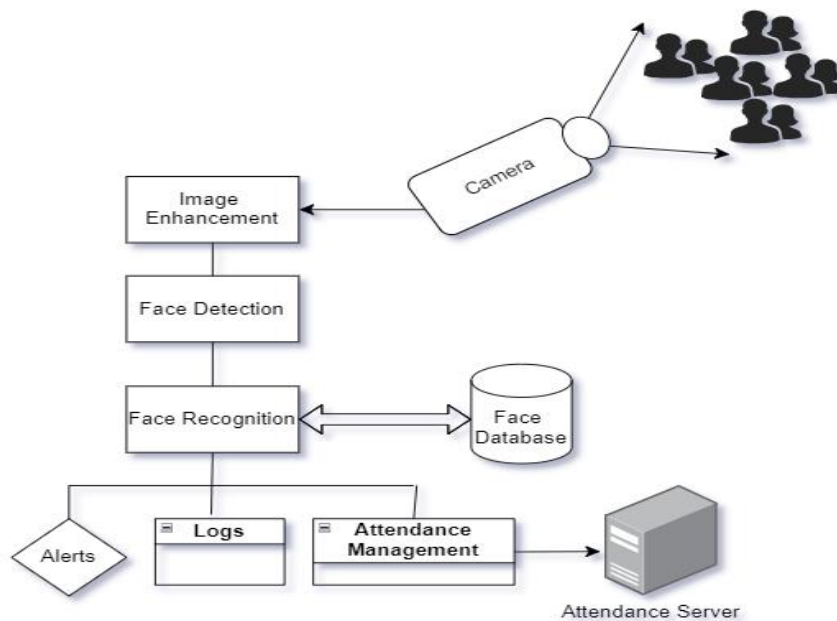 Camera
Image
Enhancement
Face Detection
Face Recognition
Face
Database
Alerts
Logs
Attendance
Management
Attendance Server